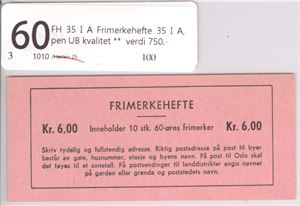 60
FH 35 I A Frimerkehefte 35 I A,
pen UB kvalitet ** verdi 750.-
3 1010 100
FRIMERKEHEFTE
Kr. 6,00 Inneholder 10 stk. 60-øres frimerker Kr. 6,00
Skriv tydelig og fullstendig adresse. Riktig postadresse på post til byer
består av gate, husnummer, etasje og byens navn. På post til Oslo skal
det føyes til et sonetall. På postsendinger til landdistrikter angis navnet
på garden eller grenda og poststedets navn.